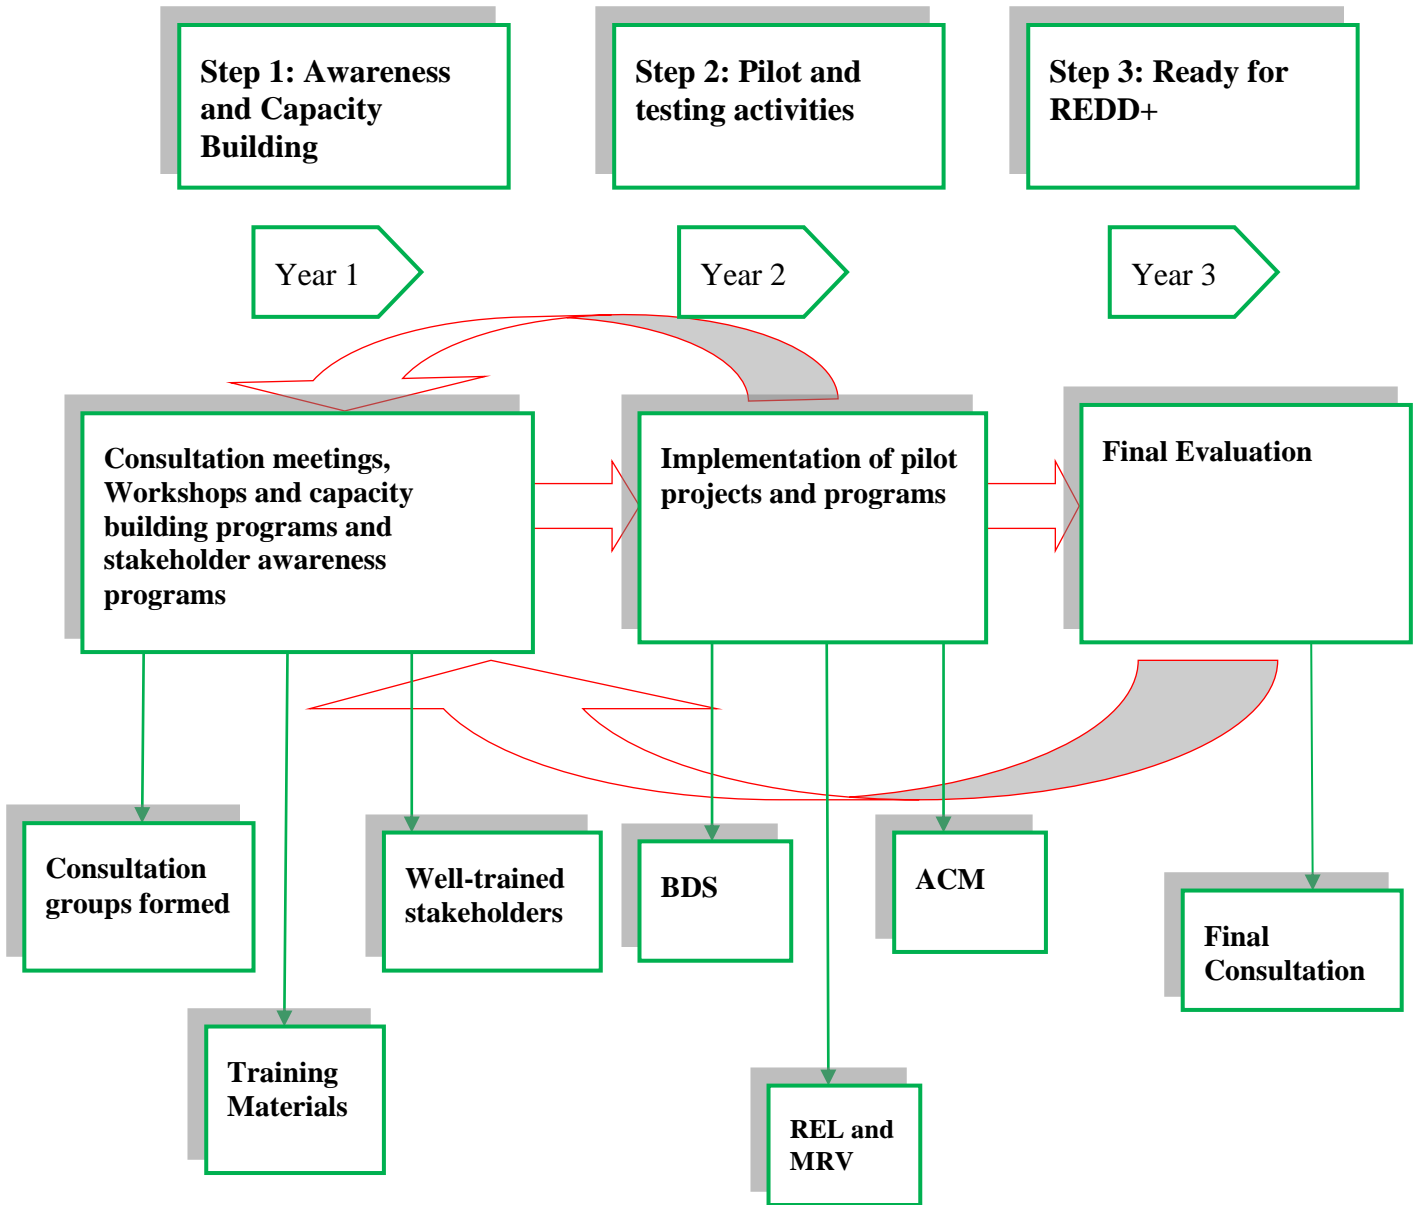 Step 1: Awareness
and Capacity
Building
Step 2: Pilot and
testing activities
Step 3: Ready for
REDD+
Year 1
Year 2
Year 3
Consultation meetings,
Workshops and capacity
building programs and
stakeholder awareness
programs
Implementation of pilot
projects and programs
Final Evaluation
Consultation
groups formed
Well-trained
stakeholders
BDS
ACM
Final
Consultation
Training
Materials
REL and
MRV